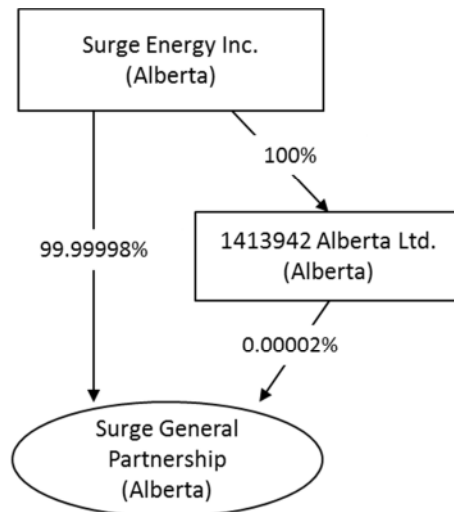 Surge Energy Inc.
(Alberta)
100%
1413942 Alberta Ltd.
(Alberta)
99.99998%
0.00002%
Surge General
Partnership
(Alberta)